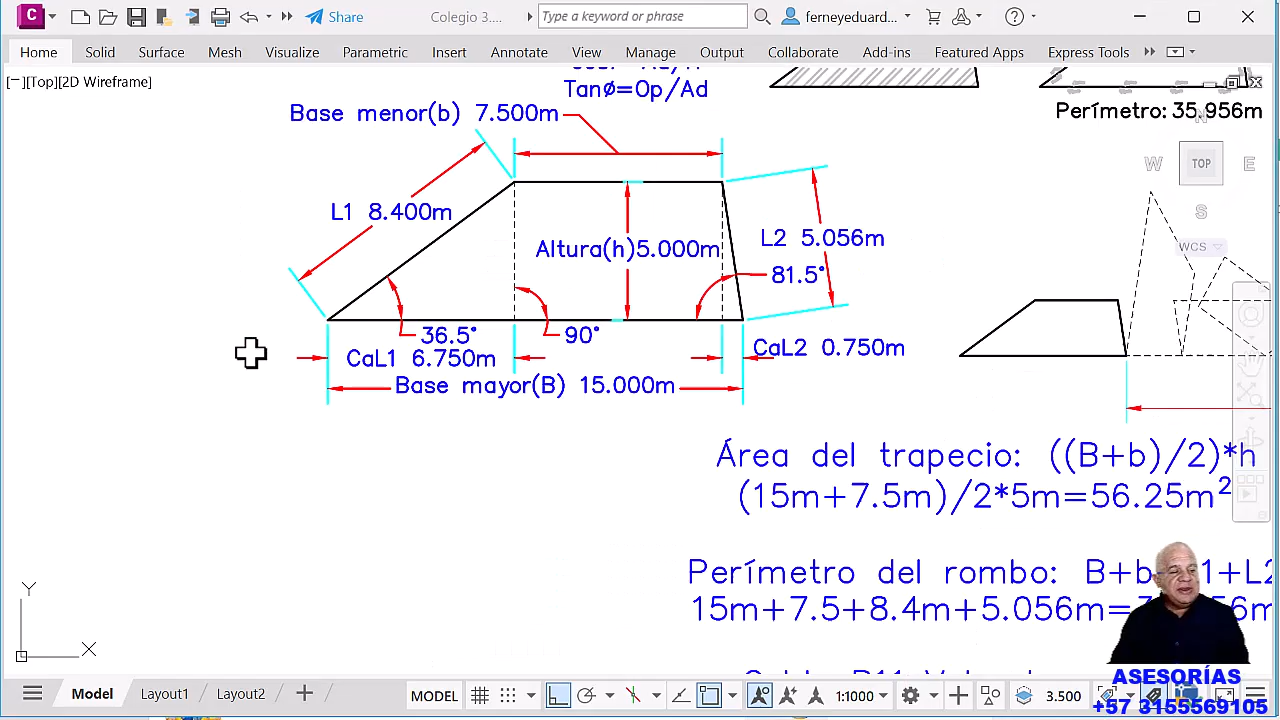 Share
Colegio 3....
Type a keyword or phrase
ferneyeduard...
Home Solid Surface Mesh Visualize Parametric Insert Annotate View Manage Output Collaborate Add-ins Featured Apps Express Tools
[−][Top][2D Wireframe]
Tanø=Op/Ad
Base menor(b) 7.500m
Perímetro: 35.956m
N
W TOP E
S
WCS
L1 8.400m
Altura(h)5.000m
L2 5.056m
81.5°
36.5° 90°
CaL1 6.750m
CaL2 0.750m
Base mayor(B) 15.000m
Área del trapecio: ((B+b)/2)*h
(15m+7.5m)/2*5m=56.25m²
Perímetro del rombo: B+b
1+L2
15m+7.5+8.4m+5.056m=
Y
X
ASESORÍAS
+57 3155569105
Model Layout1 Layout2
MODEL
1:1000
3.500